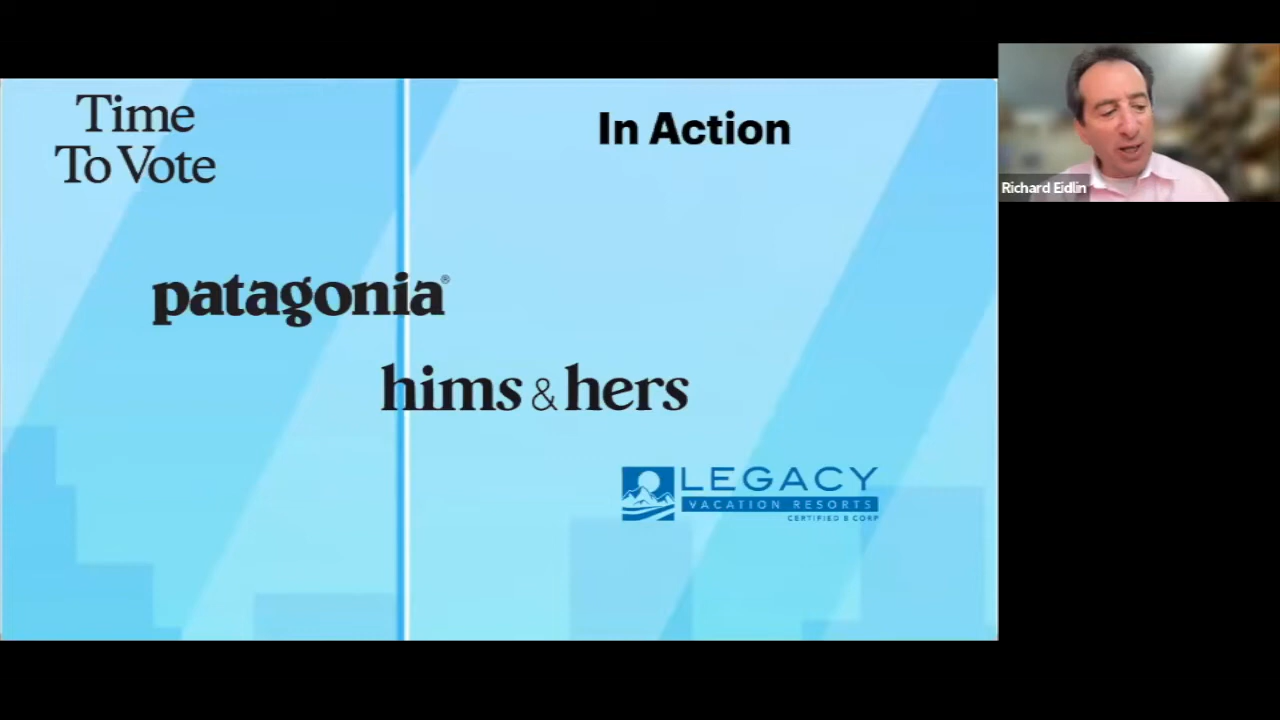 Time
To Vote
In Action
patagonia®
hims & hers
LEGACY
VACATION RESORTS
CERTIFIED B CORP
Richard Eidlin